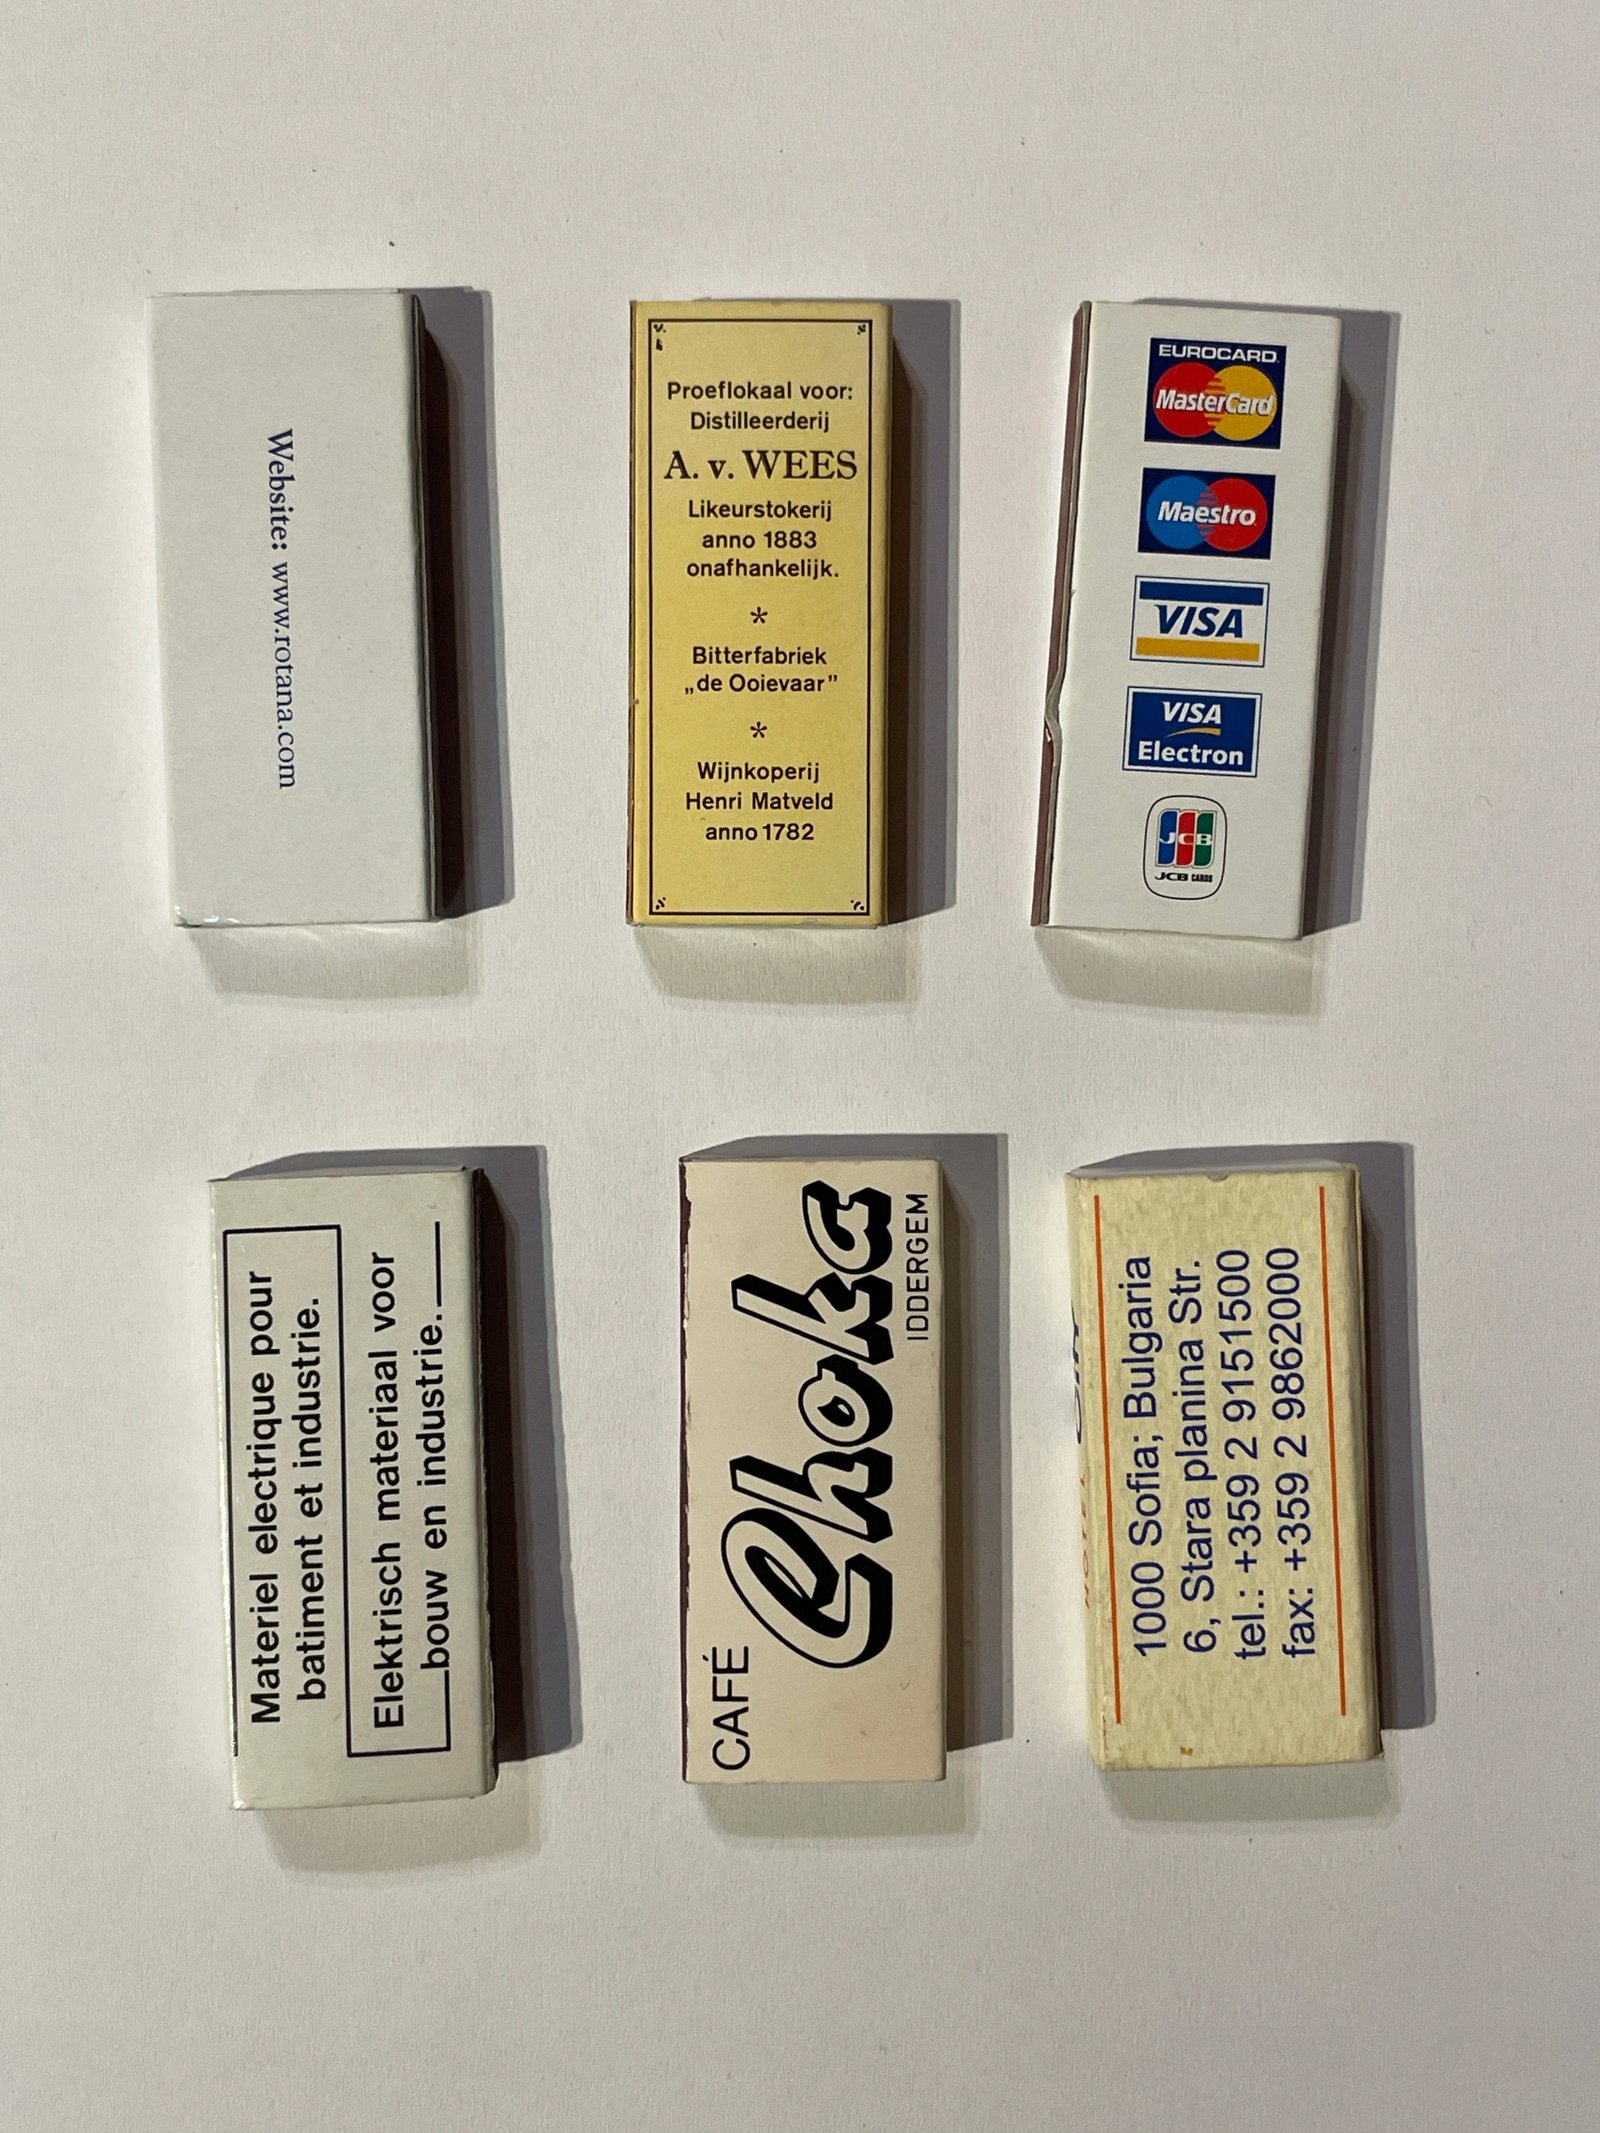 Website: www.rotana.com
Proeflokaal voor:
Distilleerderij
A. v. WEES
Likeurstokerij
anno 1883
onafhankelijk.
*
Bitterfabriek
„de Ooievaar”
*
Wijnkoperij
Henri Matveld
anno 1782
EUROCARD
MasterCard
Maestro
VISA
VISA
Electron
JCB
JCB CARDS
Materiel electrique pour
batiment et industrie.
Elektrisch materiaal voor
bouw en industrie.
CAFÉ
Choka
IDDERGEM
1000 Sofia; Bulgaria
6, Stara planina Str.
tel.: +359 2 9151500
fax: +359 2 9862000